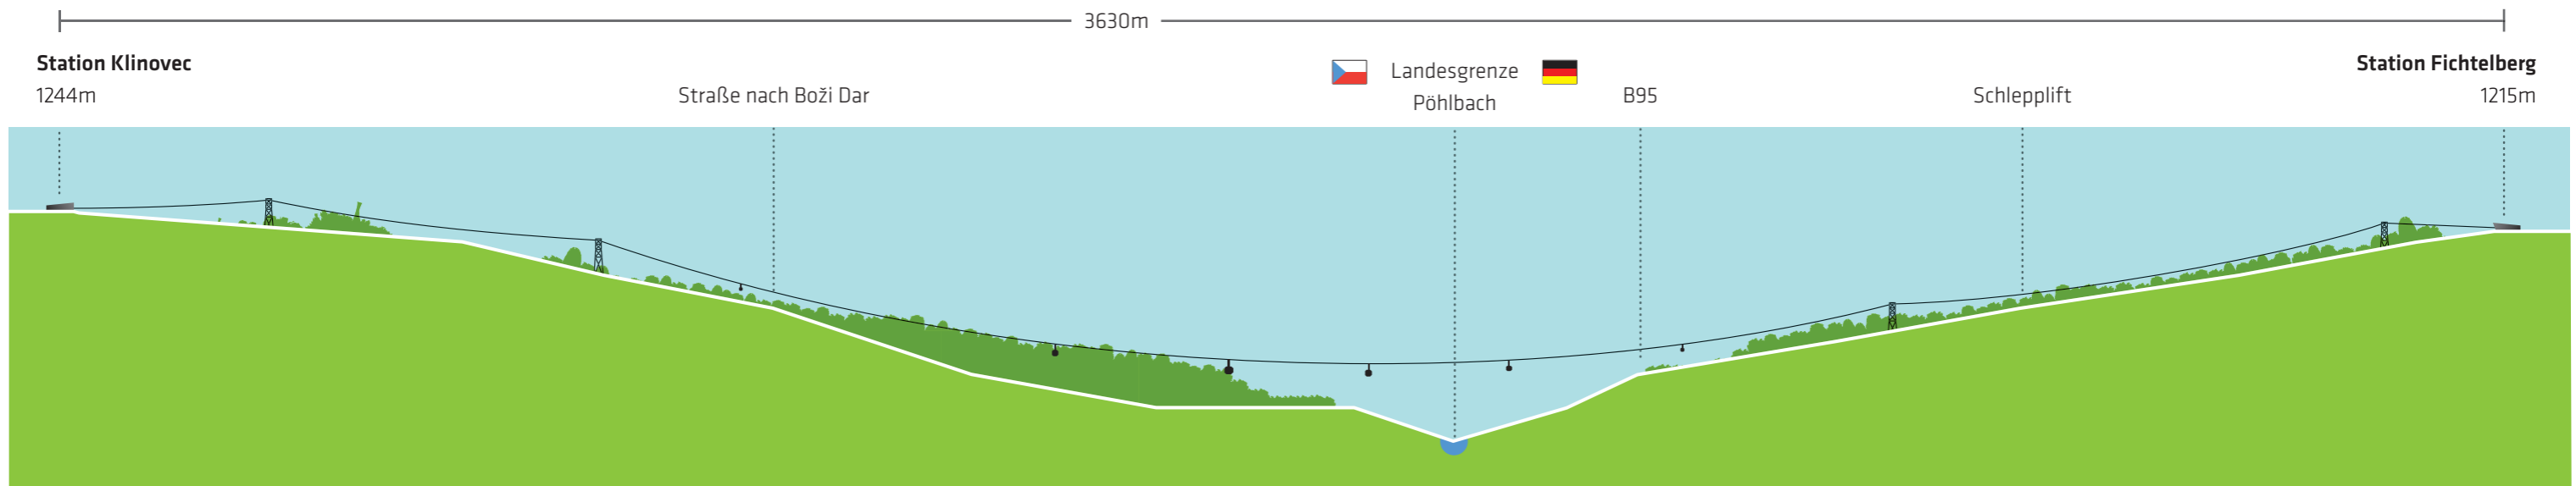 3630m
Station Klinovec
1244m
Straße nach Boži Dar
Landesgrenze
Pöhlbach
B95
Schlepplift
Station Fichtelberg
1215m